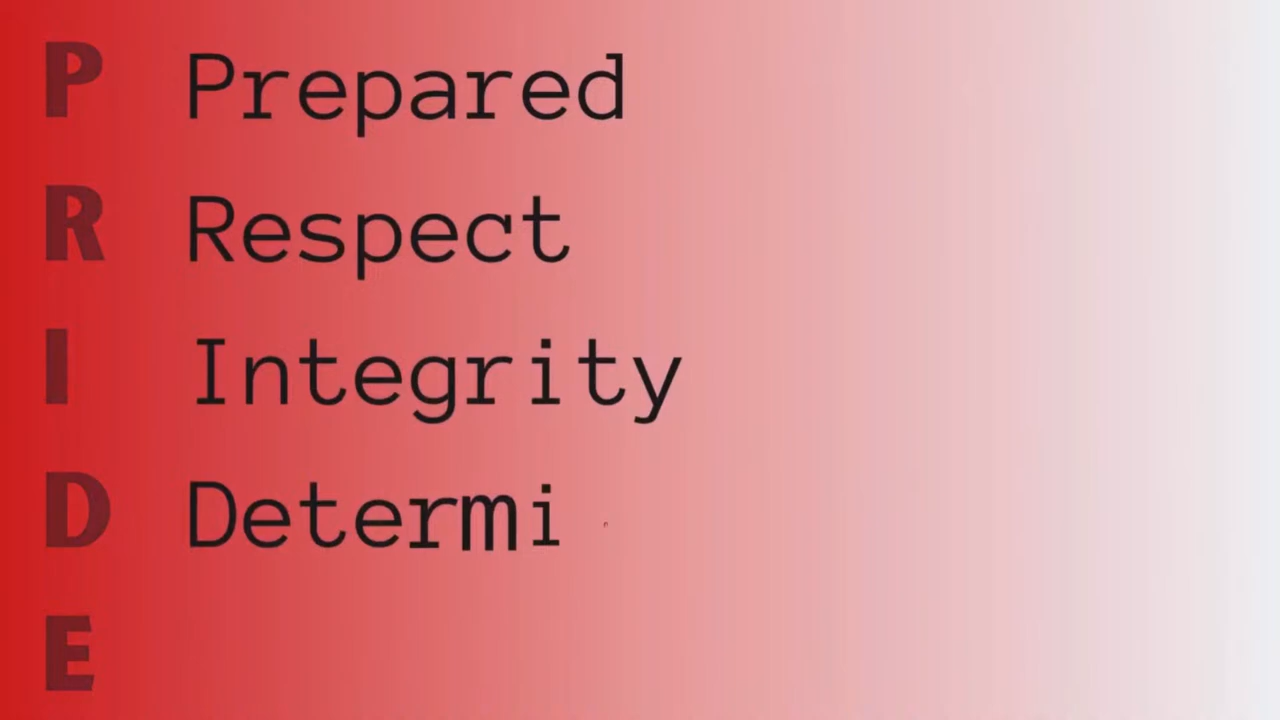 P Prepared
R Respect
I Integrity
D Determi
E